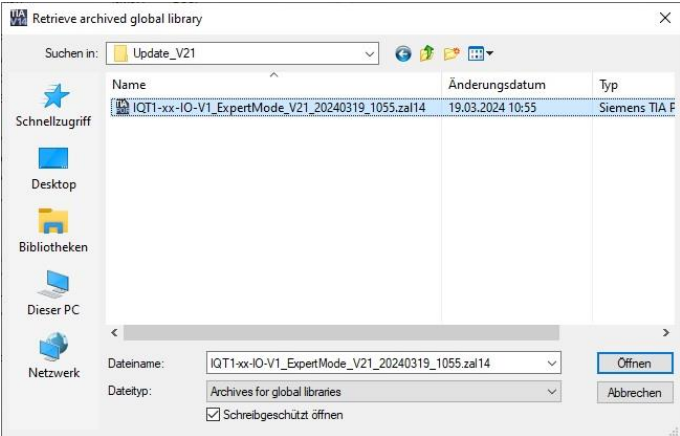 TIA V14 Retrieve archived global library
Suchen in: Update_V21
Name Änderungsdatum Typ
IQT1-xx-IO-V1_ExpertMode_V21_20240319_1055.zal14 19.03.2024 10:55 Siemens TIA P
Schnellzugriff
Desktop
Bibliotheken
Dieser PC
Netzwerk
Dateiname: IQT1-xx-IO-V1_ExpertMode_V21_20240319_1055.zal14 Öffnen
Dateityp: Archives for global libraries Abbrechen
Schreibgeschützt öffnen